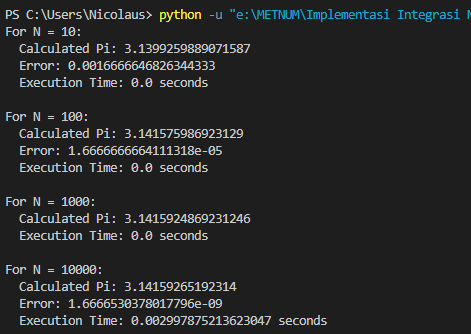 PS C:\Users\Nicolaus> python -u "e:\METNUM\Implementasi Integrasi
For N = 10:
  Calculated Pi: 3.1399259889071587
  Error: 0.0016666646826344333
  Execution Time: 0.0 seconds

For N = 100:
  Calculated Pi: 3.141575986923129
  Error: 1.6666666664111318e-05
  Execution Time: 0.0 seconds

For N = 1000:
  Calculated Pi: 3.1415924869231246
  Execution Time: 0.0 seconds

For N = 10000:
  Calculated Pi: 3.14159265192314
  Error: 1.6666530378017796e-09
  Execution Time: 0.002997875213623047 seconds